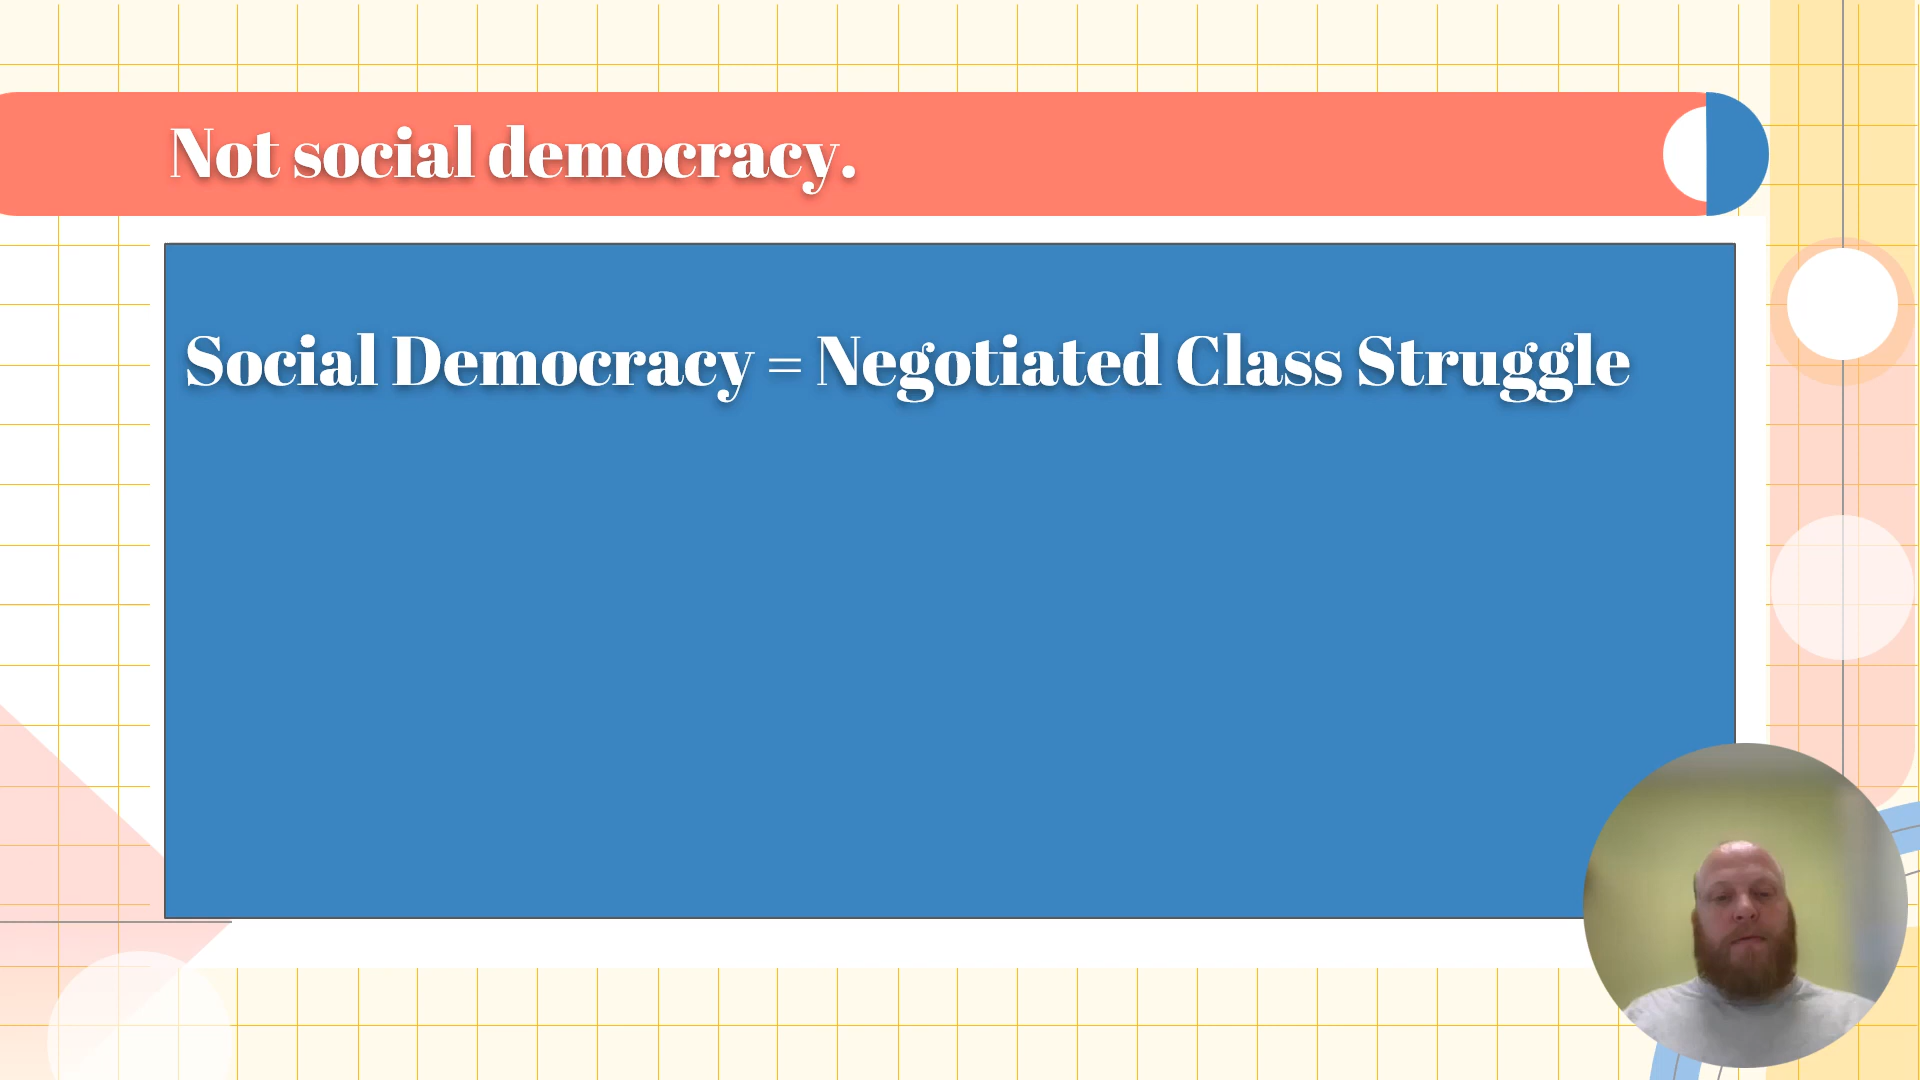 Not social democracy.
Social Democracy = Negotiated Class Struggle